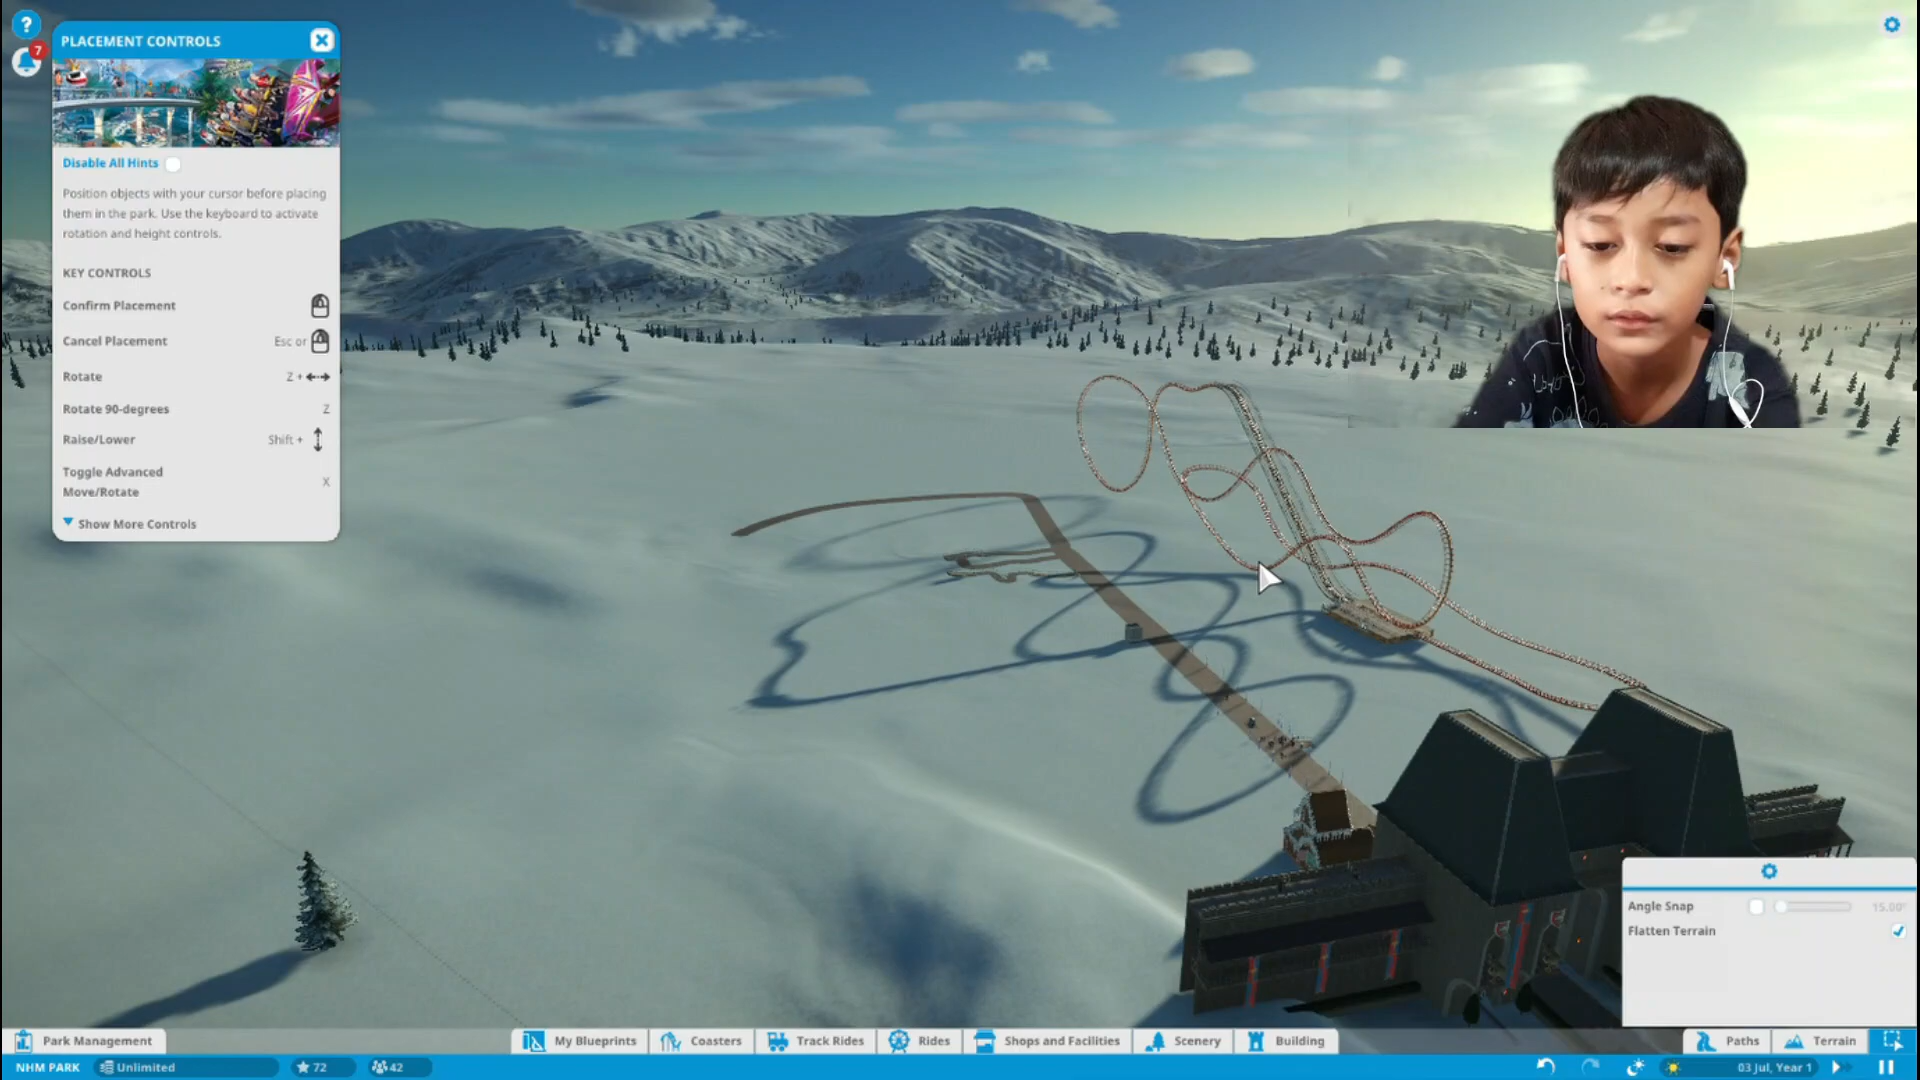 ?
7
PLACEMENT CONTROLS
Disable All Hints
Position objects with your cursor before placing
them in the park. Use the keyboard to activate
rotation and height controls.
KEY CONTROLS
Confirm Placement
Cancel Placement Esc or
Rotate Z +
Rotate 90-degrees Z
Raise/Lower Shift +
Toggle Advanced
Move/Rotate X
Show More Controls
Angle Snap 15.00°
Flatten Terrain
Park Management My Blueprints Coasters Track Rides Rides Shops and Facilities Scenery Building Paths Terrain
NHM PARK Unlimited 72 42 03 Jul, Year 1